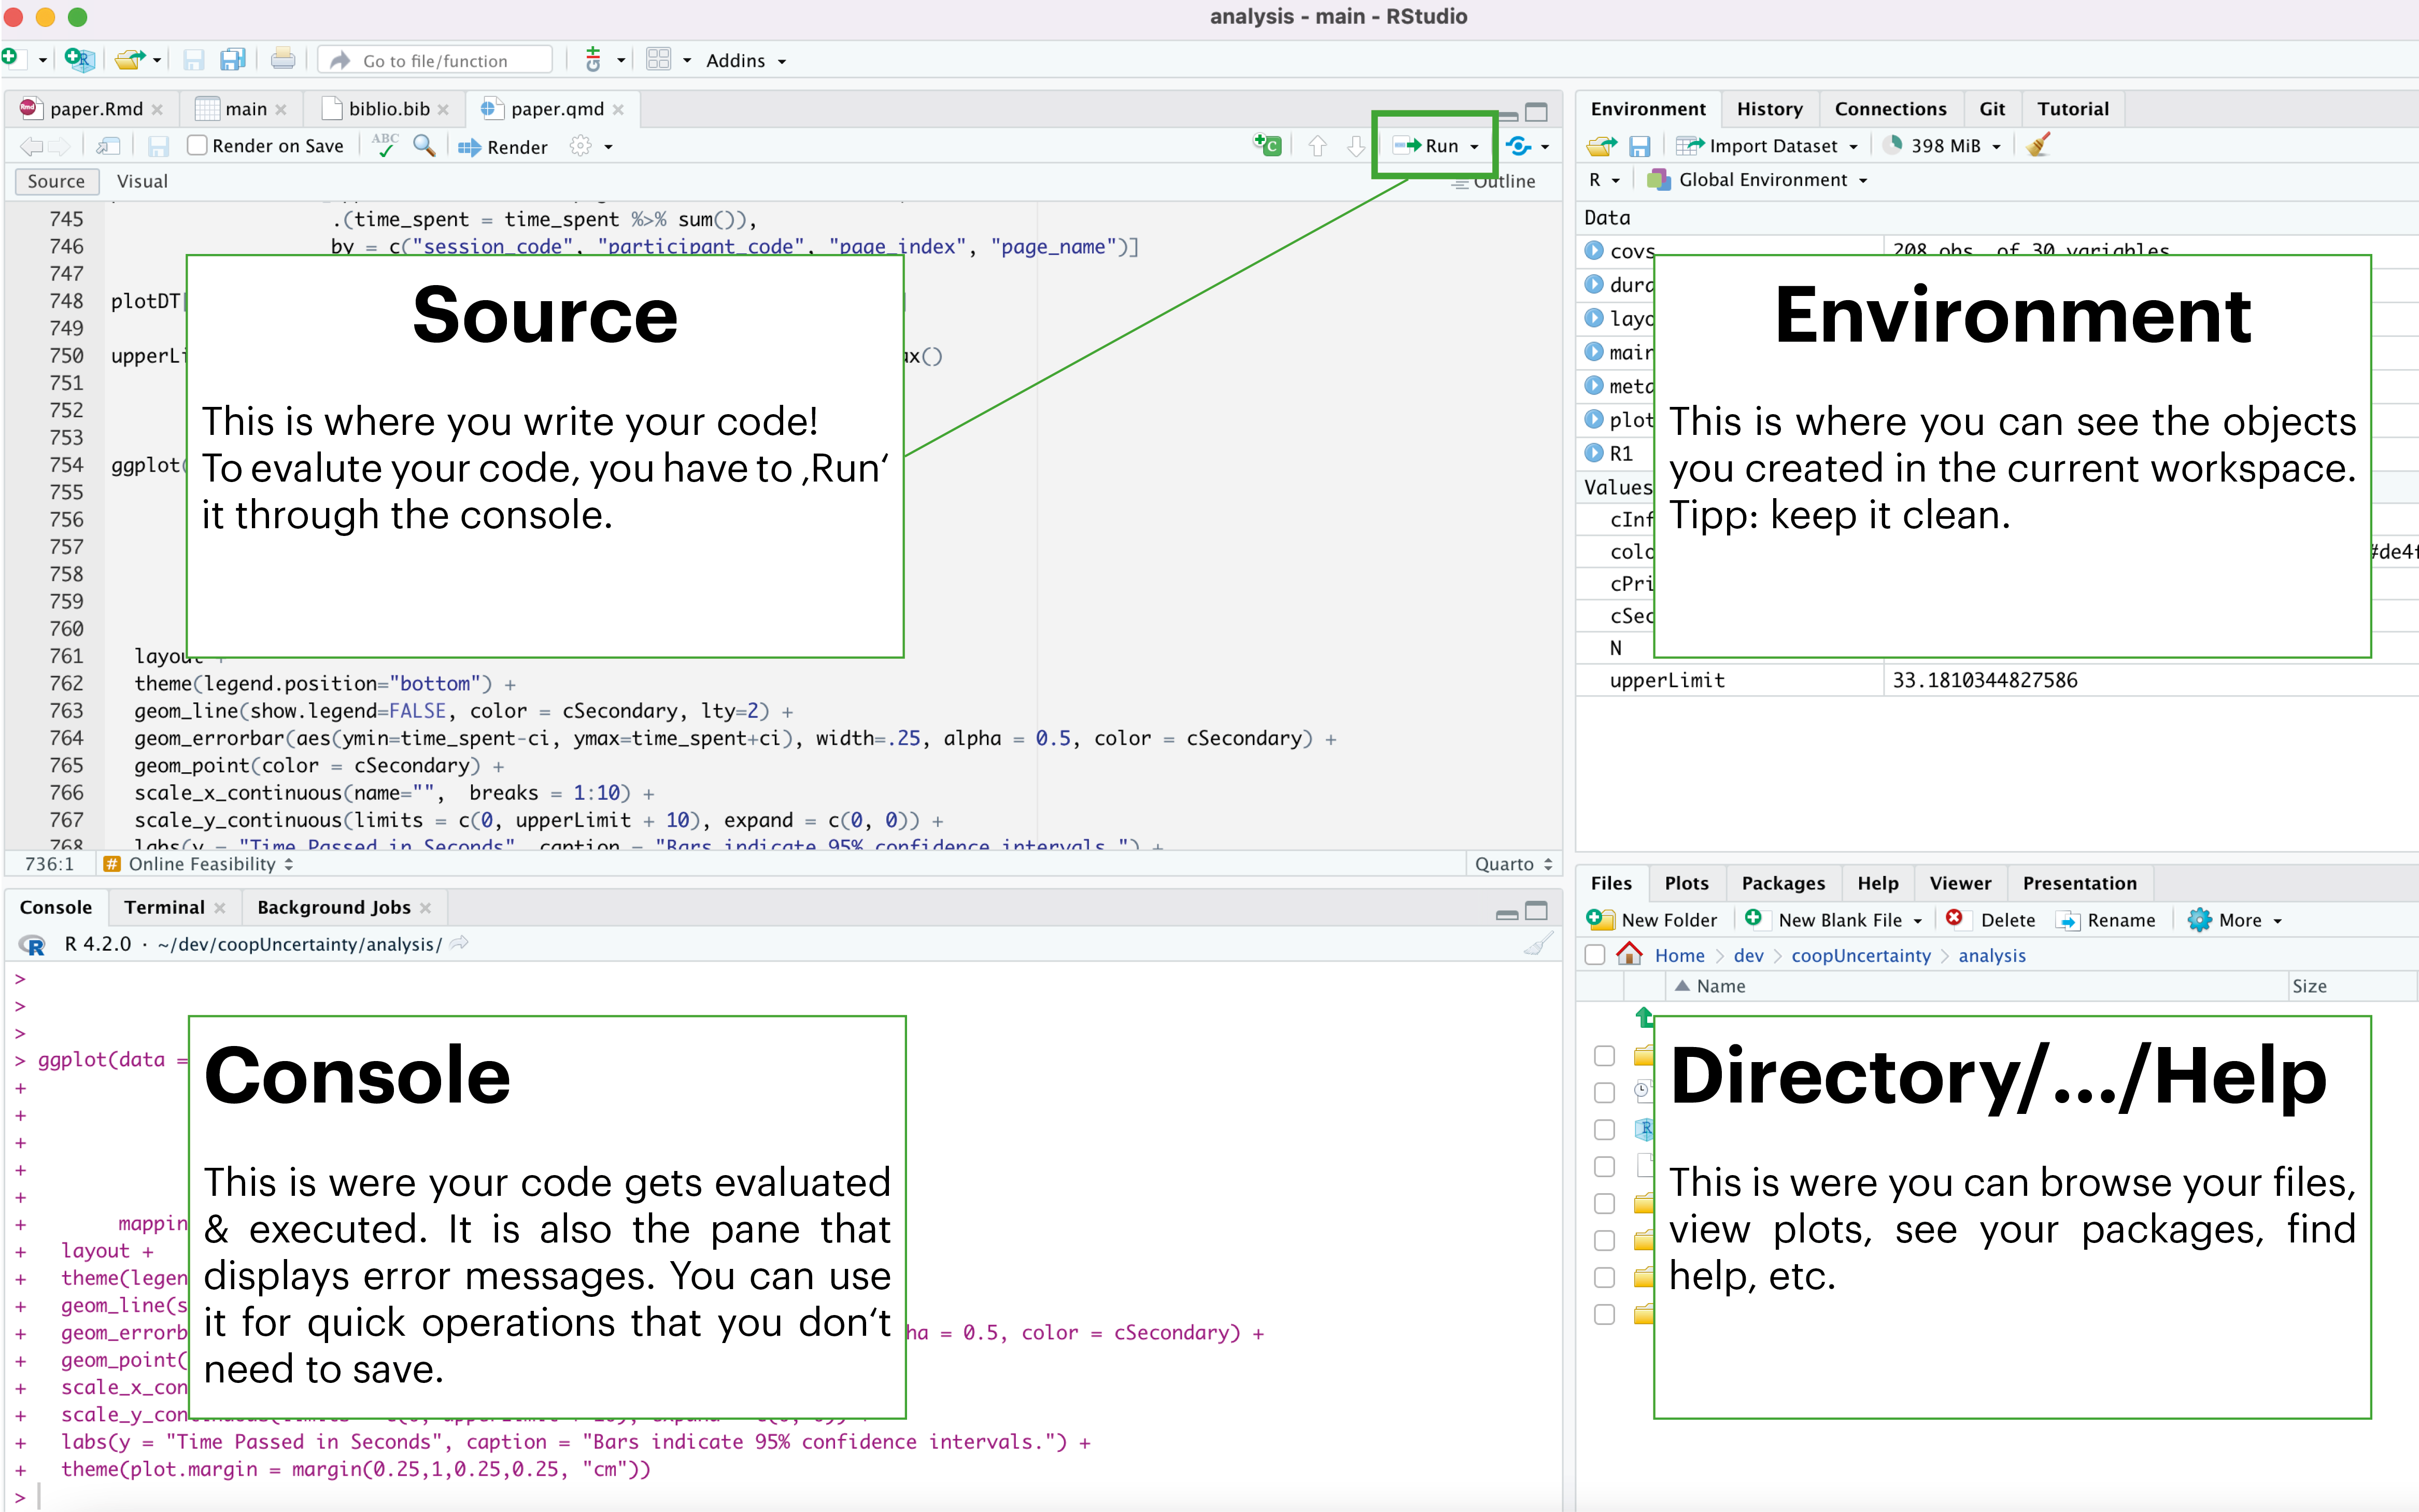 analysis - main - RStudio
Go to file/function
Git
Addins
paper.Rmd
main
biblio.bib
paper.qmd
Render on Save
ABC
Render
Run
Source
Visual
Outline
745 .(time_spent = time_spent %>% sum()),
746 by = c("session_code", "participant_code", "page_index", "page_name")]
747
748 plotDT
749
750 upperLi ax()
751
752
753
754 ggplot(
755
756
757
758
759
760
761 layout +
762 theme(legend.position="bottom") +
763 geom_line(show.legend=FALSE, color = cSecondary, lty=2) +
764 geom_errorbar(aes(ymin=time_spent-ci, ymax=time_spent+ci), width=.25, alpha = 0.5, color = cSecondary) +
765 geom_point(color = cSecondary) +
766 scale_x_continuous(name="", breaks = 1:10) +
767 scale_y_continuous(limits = c(0, upperLimit + 10), expand = c(0, 0)) +
768 labs(y = "Time Passed in Seconds", caption = "Bars indicate 95% confidence intervals.") +
736:1 # Online Feasibility Quarto
Source
This is where you write your code!
To evalute your code, you have to ‚Run‘
it through the console.
Environment History Connections Git Tutorial
Import Dataset 398 MiB
R Global Environment
Data
covs 208 obs. of 30 variables
dura
layo
main
meta
plot
R1
Values
cInf
colo #de4f
cPri
cSec
N
upperLimit 33.1810344827586
Environment
This is where you can see the objects
you created in the current workspace.
Tipp: keep it clean.
Console Terminal Background Jobs
R 4.2.0 · ~/dev/coopUncertainty/analysis/
>
>
>
> ggplot(data =
+
+
+
+
+
+ mappin
+ layout +
+ theme(legen
+ geom_line(s
+ geom_errorb ha = 0.5, color = cSecondary) +
+ geom_point(
+ scale_x_con
+ scale_y_continuous(limits = c(0, upperLimit + 10), expand = c(0, 0)) +
+ labs(y = "Time Passed in Seconds", caption = "Bars indicate 95% confidence intervals.") +
+ theme(plot.margin = margin(0.25,1,0.25,0.25, "cm"))
>
Console
This is were your code gets evaluated
& executed. It is also the pane that
displays error messages. You can use
it for quick operations that you don‘t
need to save.
Files Plots Packages Help Viewer Presentation
New Folder New Blank File Delete Rename More
Home dev coopUncertainty analysis
Name Size
Directory/.../Help
This is were you can browse your files,
view plots, see your packages, find
help, etc.